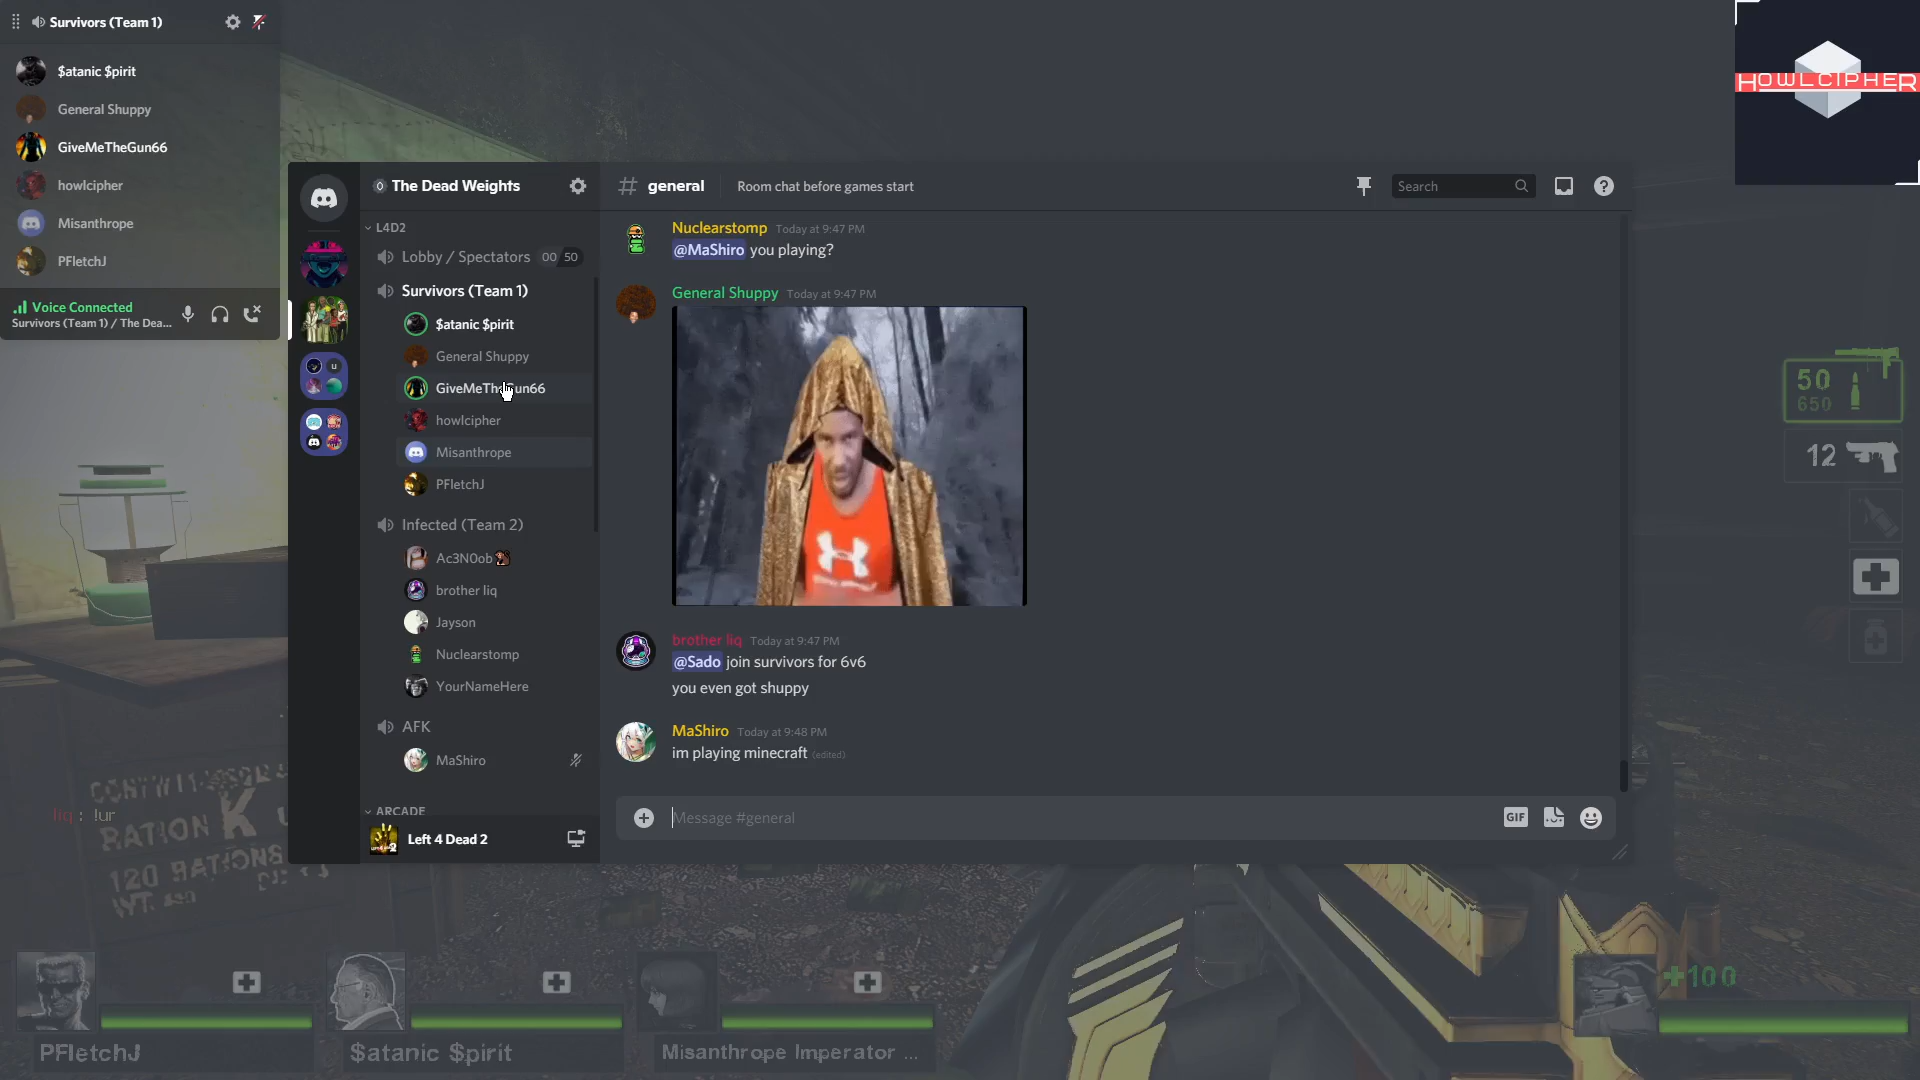 Survivors (Team 1)
$atanic $pirit
General Shuppy
GiveMeTheGun66
howlcipher
Misanthrope
PFletchJ
Voice Connected
Survivors (Team 1) / The Dea...
The Dead Weights
L4D2
Lobby / Spectators 00 50
Survivors (Team 1)
$atanic $pirit
General Shuppy
GiveMeTheGun66
howlcipher
Misanthrope
PFletchJ
Infected (Team 2)
Ac3N0ob
brother liq
Jayson
Nuclearstomp
YourNameHere
AFK
MaShiro
ARCADE
Left 4 Dead 2
# general Room chat before games start
Search
Nuclearstomp Today at 9:47 PM
@MaShiro you playing?
General Shuppy Today at 9:47 PM
brother liq Today at 9:47 PM
@Sado join survivors for 6v6
you even got shuppy
MaShiro Today at 9:48 PM
im playing minecraft (edited)
Message #general
GIF
HOWLCIPHER
50
650
12
liq : !ur
RATION K
120 RATIONS
PFletchJ
$atanic $pirit
Misanthrope Imperator ...
+100